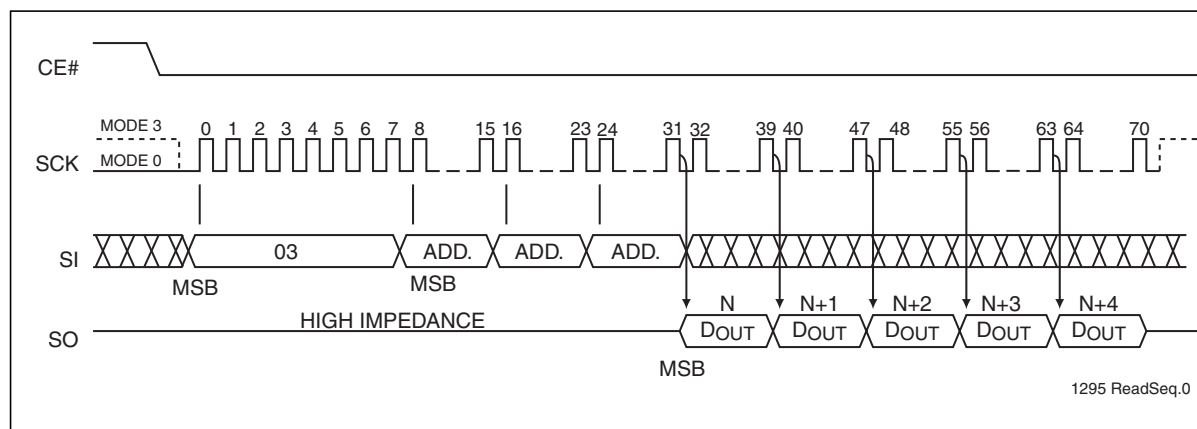 CE#
MODE 3
0 1 2 3 4 5 6 7 8 15 16 23 24 31 32 39 40 47 48 55 56 63 64 70
SCK
MODE 0
SI
03 ADD. ADD. ADD.
MSB MSB
N N+1 N+2 N+3 N+4
HIGH IMPEDANCE
SO
DOUT DOUT DOUT DOUT DOUT
MSB
1295 ReadSeq.0